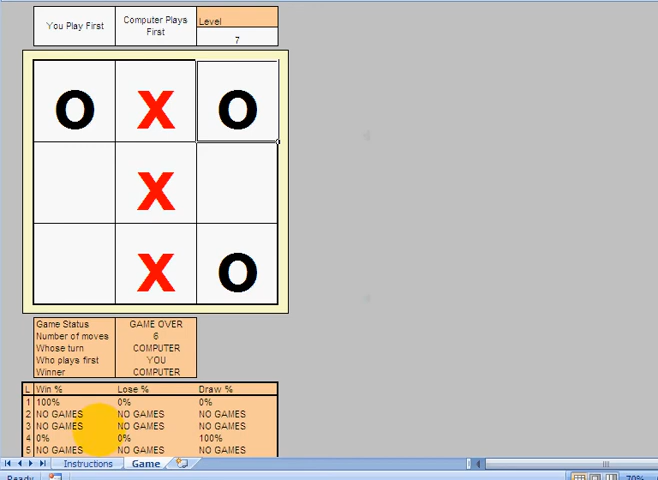 You Play First
Computer Plays First
Level
7
O X O
X
X O
Game Status GAME OVER
Number of moves 6
Whose turn COMPUTER
Who plays first YOU
Winner COMPUTER
L Win % Lose % Draw %
1 100% 0% 0%
2 NO GAMES NO GAMES NO GAMES
3 NO GAMES NO GAMES NO GAMES
4 0% 0% 100%
5 NO GAMES NO GAMES NO GAMES
Instructions Game
Ready 70%